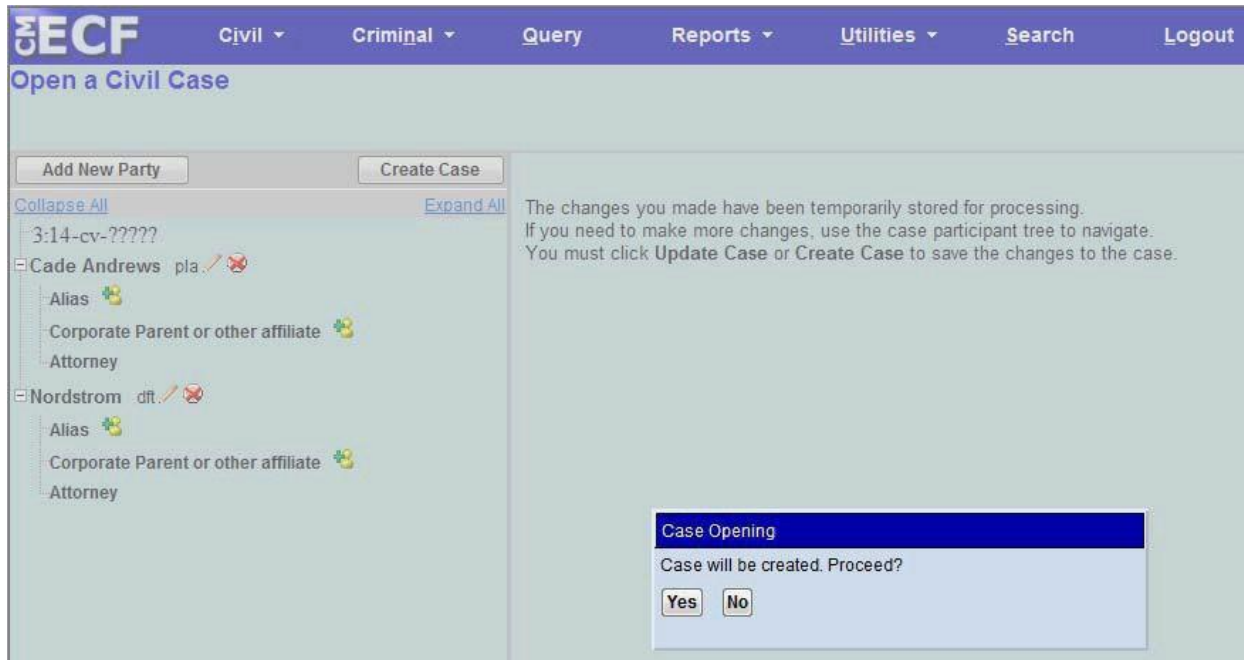 CM ECF Civil Criminal Query Reports Utilities Search Logout
Open a Civil Case
Add New Party Create Case
Collapse All Expand All
3:14-cv-?????
Cade Andrews pla.
Alias
Corporate Parent or other affiliate
Attorney
Nordstrom dft.
Alias
Corporate Parent or other affiliate
Attorney
The changes you made have been temporarily stored for processing.
If you need to make more changes, use the case participant tree to navigate.
You must click Update Case or Create Case to save the changes to the case.
Case Opening
Case will be created. Proceed?
Yes No